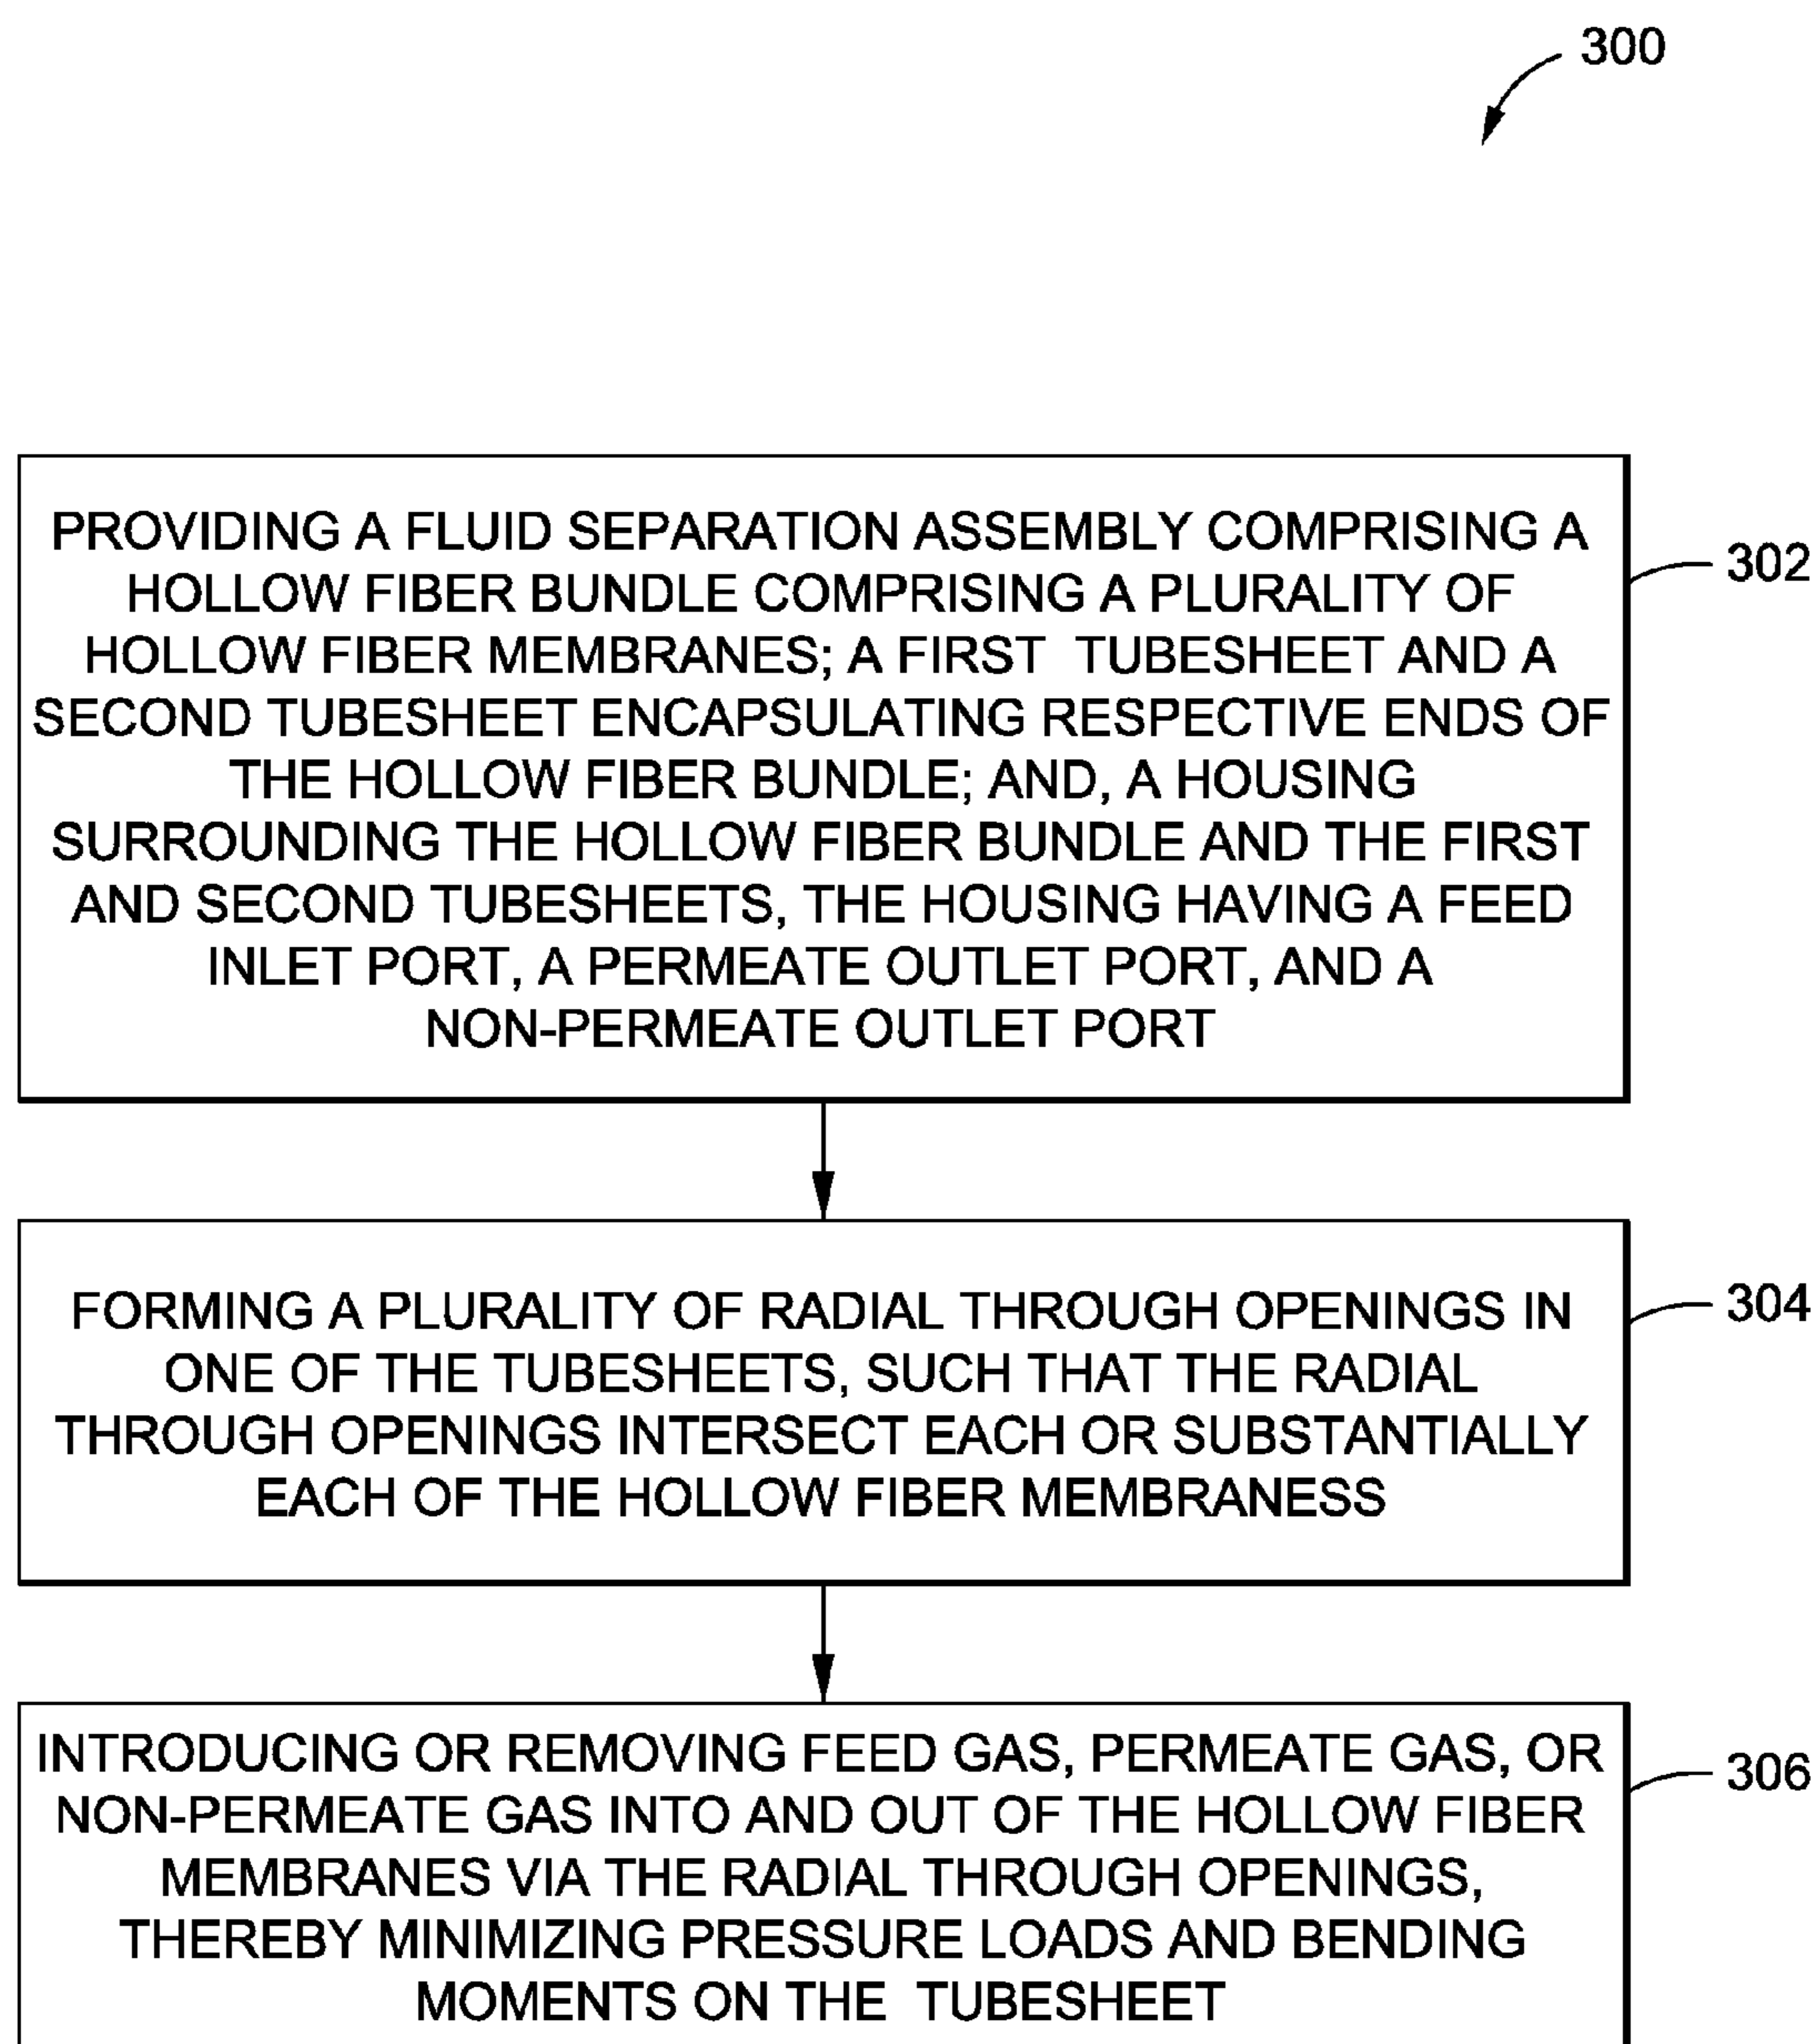 300
PROVIDING A FLUID SEPARATION ASSEMBLY COMPRISING A
HOLLOW FIBER BUNDLE COMPRISING A PLURALITY OF
HOLLOW FIBER MEMBRANES; A FIRST TUBESHEET AND A
SECOND TUBESHEET ENCAPSULATING RESPECTIVE ENDS OF
THE HOLLOW FIBER BUNDLE; AND, A HOUSING
SURROUNDING THE HOLLOW FIBER BUNDLE AND THE FIRST
AND SECOND TUBESHEETS, THE HOUSING HAVING A FEED
INLET PORT, A PERMEATE OUTLET PORT, AND A
NON-PERMEATE OUTLET PORT
302
FORMING A PLURALITY OF RADIAL THROUGH OPENINGS IN
ONE OF THE TUBESHEETS, SUCH THAT THE RADIAL
THROUGH OPENINGS INTERSECT EACH OR SUBSTANTIALLY
EACH OF THE HOLLOW FIBER MEMBRANESS
304
INTRODUCING OR REMOVING FEED GAS, PERMEATE GAS, OR
NON-PERMEATE GAS INTO AND OUT OF THE HOLLOW FIBER
MEMBRANES VIA THE RADIAL THROUGH OPENINGS,
THEREBY MINIMIZING PRESSURE LOADS AND BENDING
MOMENTS ON THE TUBESHEET
306